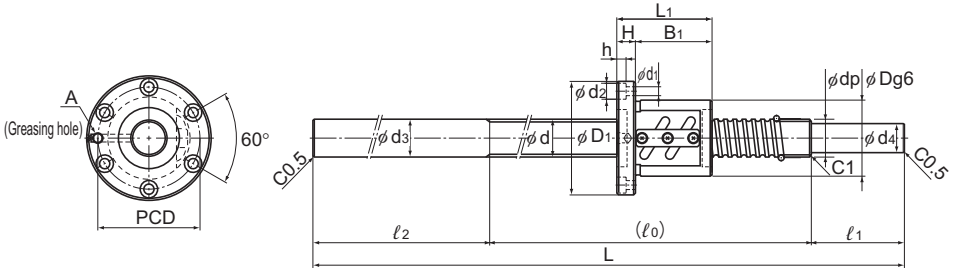 A
(Greasing hole)
60°
PCD
L1
H
B1
h
φd1
φd2
φdp
φDg6
φd3
φd
φD1
φd4
C0.5
C1
C0.5
ℓ2
(ℓ0)
ℓ1
L